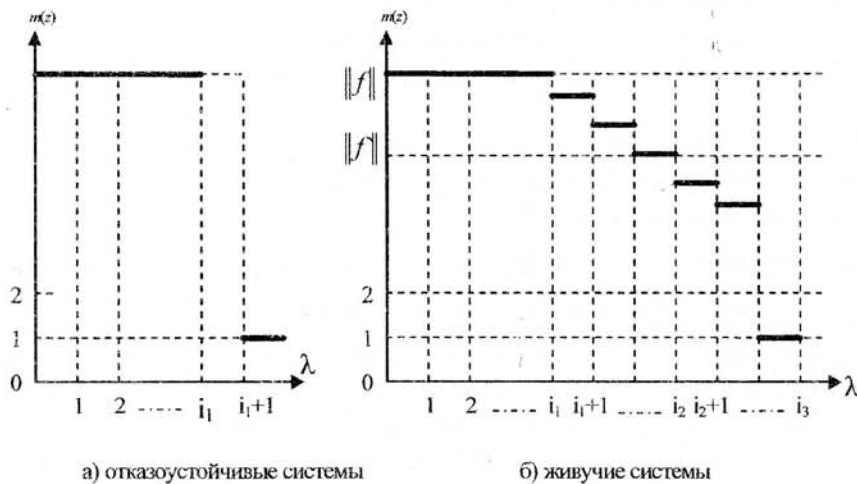 m(z)
2
1
0
1 2 ..... i₁ i₁+1
λ
а) отказоустойчивые системы
m(z)
‖f‖
‖f‖
2
1
0
1 2 ..... i₁ i₁+1 ..... i₂ i₂+1 ..... i₃
λ
б) живучие системы